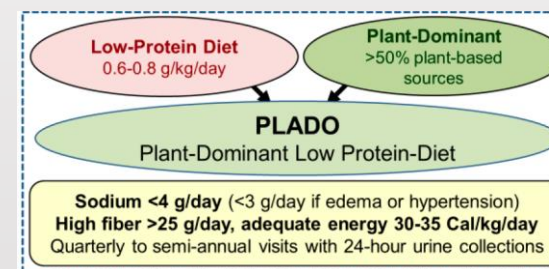 Low-Protein Diet
0.6-0.8 g/kg/day
Plant-Dominant
>50% plant-based
sources
PLADO
Plant-Dominant Low Protein-Diet
Sodium <4 g/day (<3 g/day if edema or hypertension)
High fiber >25 g/day, adequate energy 30-35 Cal/kg/day
Quarterly to semi-annual visits with 24-hour urine collections